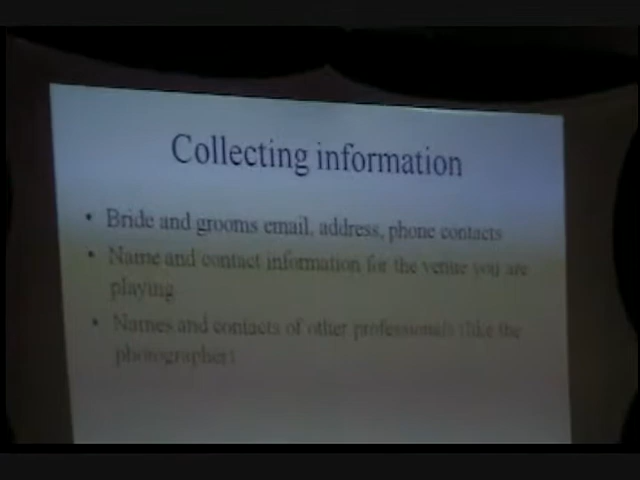 Collecting information
• Bride and grooms email, address, phone contacts
• Name and contact information for the venue you are
playing
• Names and contacts of other professionals (like the
photographer)